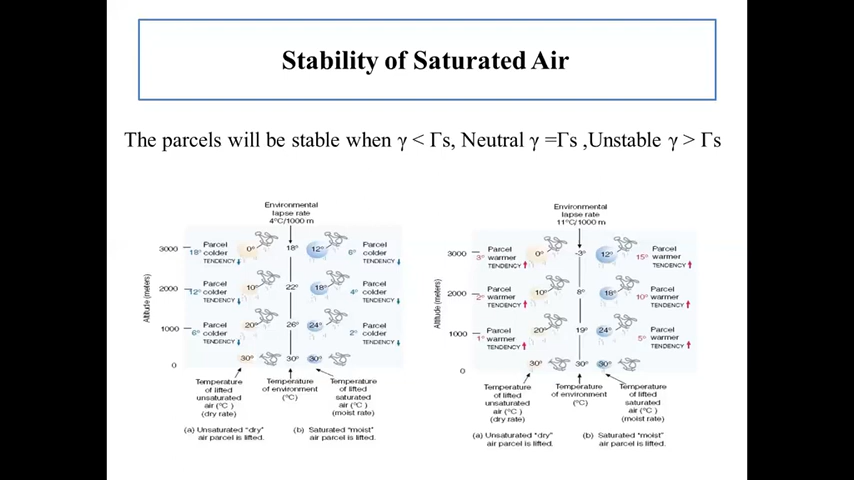 Stability of Saturated Air
The parcels will be stable when γ < Γs, Neutral γ =Γs ,Unstable γ > Γs
Environmental
lapse rate
4°C/1000 m
3000
18°
Parcel
colder
TENDENCY
0°
18°
12°
6°
Parcel
colder
TENDENCY
2000
12°
Parcel
colder
TENDENCY
10°
22°
18°
4°
Parcel
colder
TENDENCY
1000
6°
Parcel
colder
TENDENCY
20°
26°
24°
2°
Parcel
colder
TENDENCY
0
30°
30°
30°
Altitude (meters)
Temperature
of lifted
unsaturated
air (°C)
(dry rate)
Temperature
of environment
(°C)
Temperature
of lifted
saturated
air (°C)
(moist rate)
(a) Unsaturated "dry"
air parcel is lifted.
(b) Saturated "moist"
air parcel is lifted.
Environmental
lapse rate
11°C/1000 m
3000
3°
Parcel
warmer
TENDENCY
0°
-3°
12°
15°
Parcel
warmer
TENDENCY
2000
2°
Parcel
warmer
TENDENCY
10°
8°
18°
10°
Parcel
warmer
TENDENCY
1000
1°
Parcel
warmer
TENDENCY
20°
19°
24°
5°
Parcel
warmer
TENDENCY
0
30°
30°
30°
Altitude (meters)
Temperature
of lifted
unsaturated
air (°C)
(dry rate)
Temperature
of environment
(°C)
Temperature
of lifted
saturated
air (°C)
(moist rate)
(a) Unsaturated "dry"
air parcel is lifted.
(b) Saturated "moist"
air parcel is lifted.